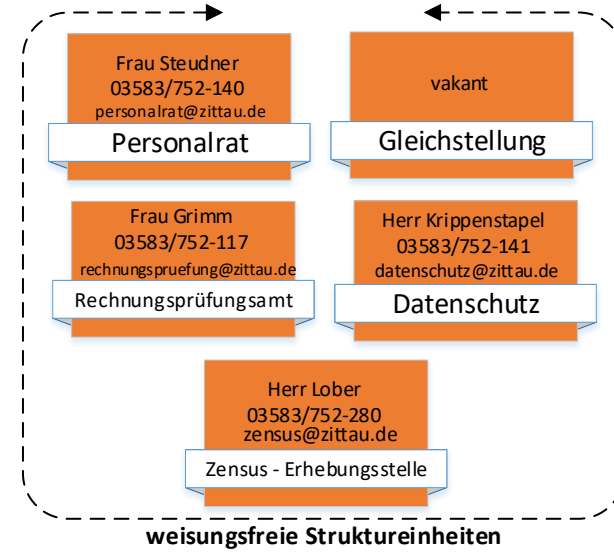 Frau Steudner
03583/752-140
personalrat@zittau.de
Personalrat
vakant
Gleichstellung
Frau Grimm
03583/752-117
rechnungspruefung@zittau.de
Rechnungsprüfungsamt
Herr Krippenstapel
03583/752-141
datenschutz@zittau.de
Datenschutz
Herr Lober
03583/752-280
zensus@zittau.de
Zensus - Erhebungsstelle
weisungsfreie Struktureinheiten